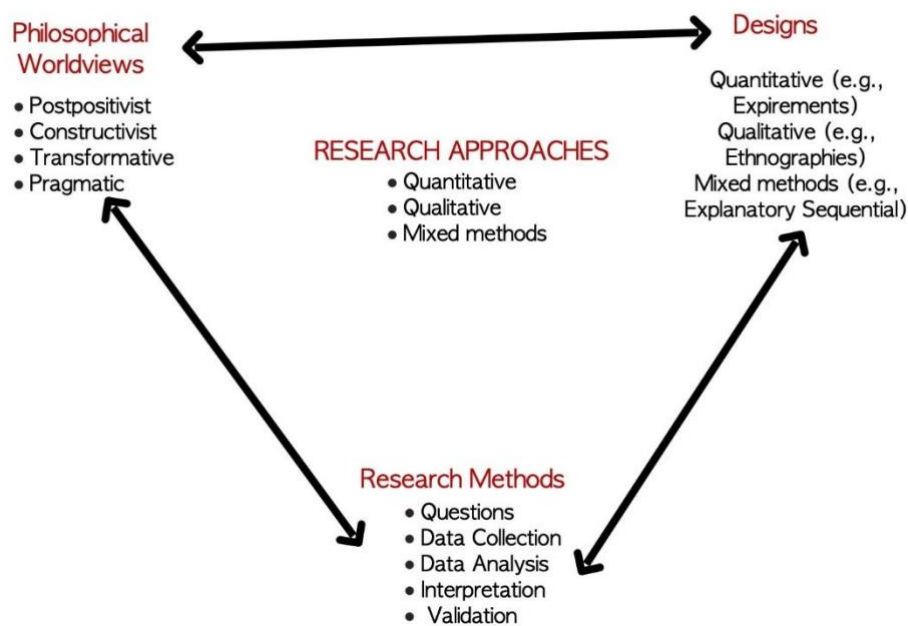 Philosophical
Worldviews
• Postpositivist
• Constructivist
• Transformative
• Pragmatic
RESEARCH APPROACHES
• Quantitative
• Qualitative
• Mixed methods
Designs
Quantitative (e.g.,
Expirements)
Qualitative (e.g.,
Ethnographies)
Mixed methods (e.g.,
Explanatory Sequential)
Research Methods
• Questions
• Data Collection
• Data Analysis
• Interpretation
• Validation